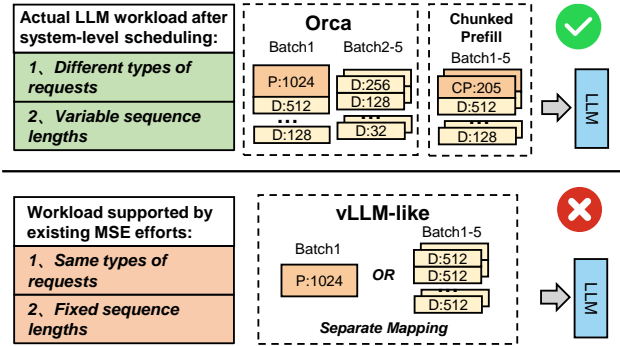 Actual LLM workload after
system-level scheduling:
1、Different types of
requests
2、Variable sequence
lengths
Orca
Batch1
P:1024
D:512
...
D:128
Batch2-5
D:256
D:128
...
D:32
Chunked
Prefill
Batch1-5
CP:205
D:512
...
D:128
LLM
Workload supported by
existing MSE efforts:
1、Same types of
requests
2、Fixed sequence
lengths
vLLM-like
Batch1
P:1024
OR
Batch1-5
D:512
D:512
...
D:512
Separate Mapping
LLM